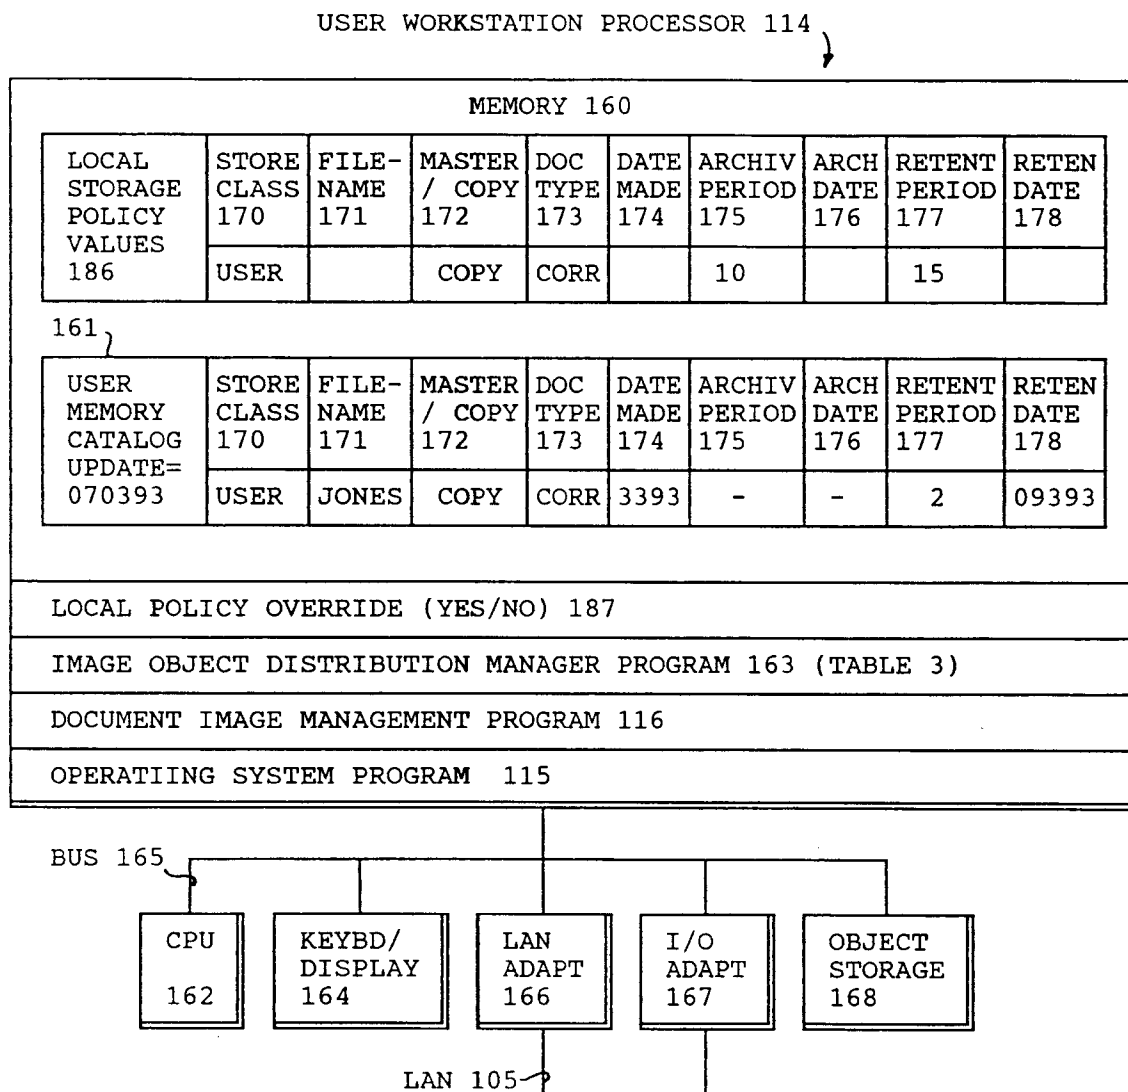 USER WORKSTATION PROCESSOR 114
MEMORY 160
LOCAL STORAGE POLICY VALUES 186
STORE CLASS 170
FILE- NAME 171
MASTER / COPY 172
DOC TYPE 173
DATE MADE 174
ARCHIV PERIOD 175
ARCH DATE 176
RETENT PERIOD 177
RETEN DATE 178
USER COPY CORR 10 15
161
USER MEMORY CATALOG UPDATE= 070393
STORE CLASS 170
FILE- NAME 171
MASTER / COPY 172
DOC TYPE 173
DATE MADE 174
ARCHIV PERIOD 175
ARCH DATE 176
RETENT PERIOD 177
RETEN DATE 178
USER JONES COPY CORR 3393 - - 2 09393
LOCAL POLICY OVERRIDE (YES/NO) 187
IMAGE OBJECT DISTRIBUTION MANAGER PROGRAM 163 (TABLE 3)
DOCUMENT IMAGE MANAGEMENT PROGRAM 116
OPERATIING SYSTEM PROGRAM 115
BUS 165
CPU 162
KEYBD/ DISPLAY 164
LAN ADAPT 166
I/O ADAPT 167
OBJECT STORAGE 168
LAN 105